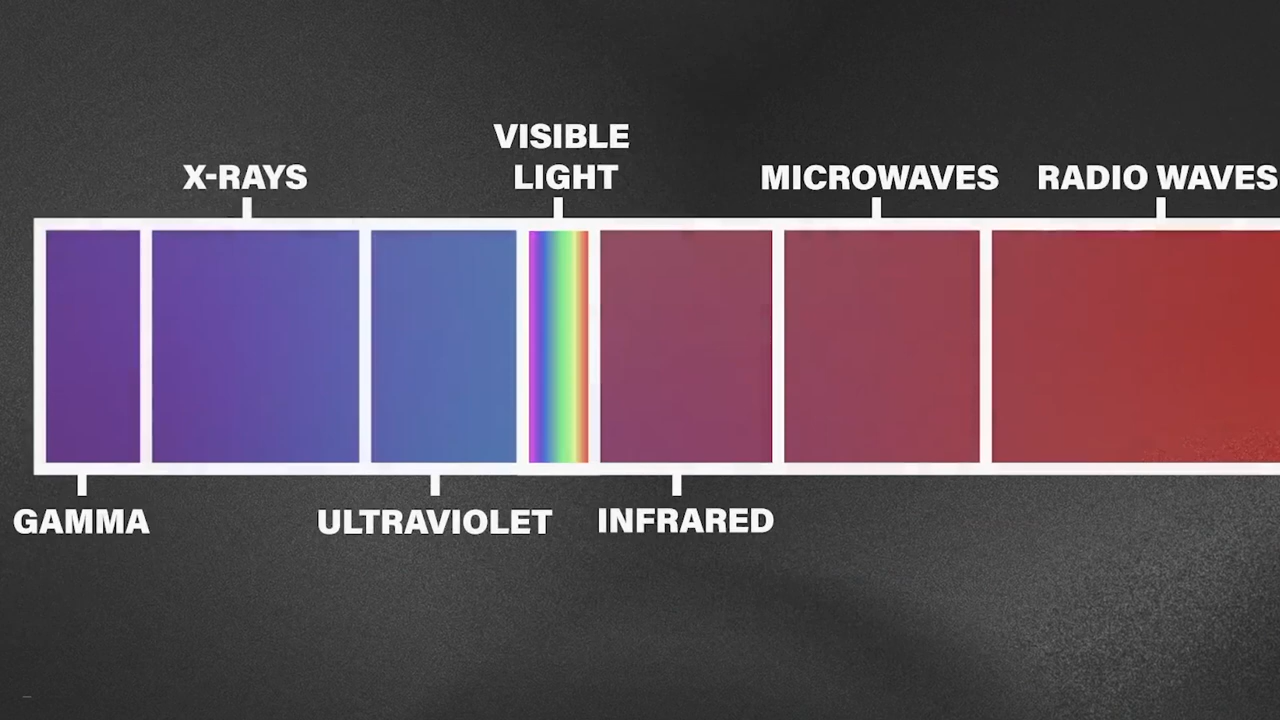 VISIBLE
LIGHT
X-RAYS
MICROWAVES
RADIO WAVES
GAMMA
ULTRAVIOLET
INFRARED